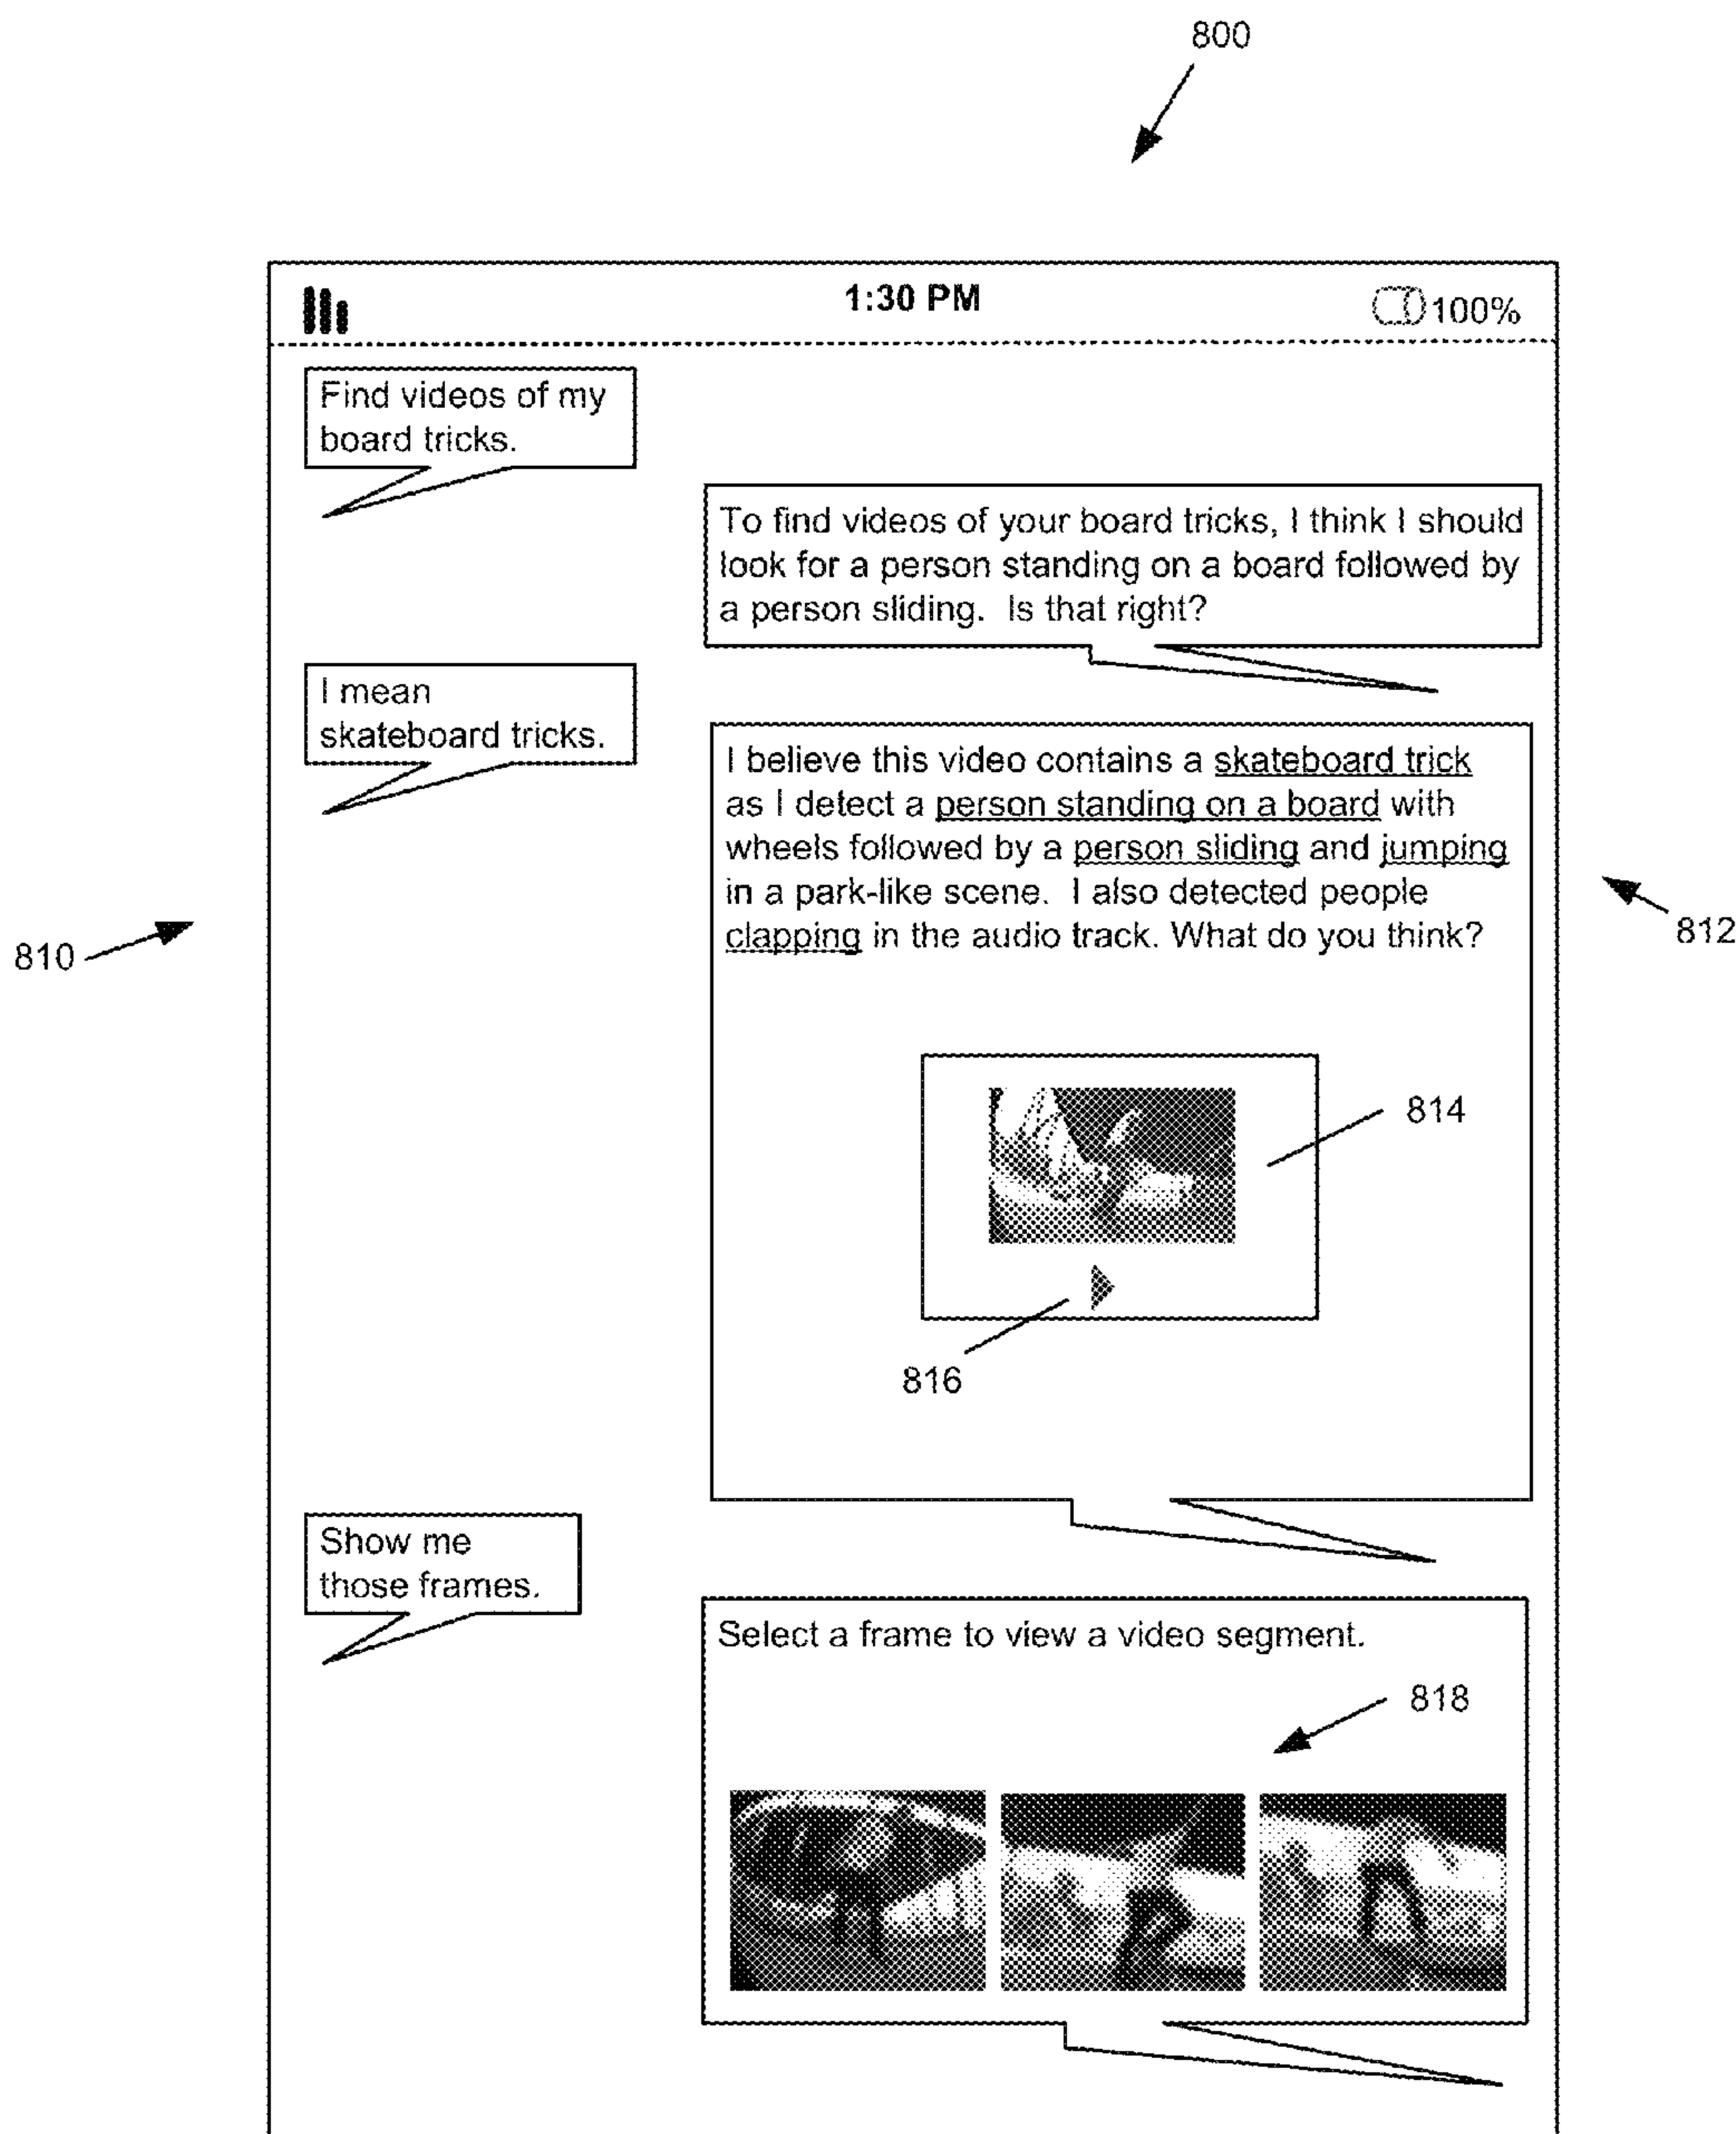 800
1:30 PM
100%
Find videos of my
board tricks.
To find videos of your board tricks, I think I should
look for a person standing on a board followed by
a person sliding.  Is that right?
I mean
skateboard tricks.
I believe this video contains a skateboard trick
as I detect a person standing on a board with
wheels followed by a person sliding and jumping
in a park-like scene.  I also detected people
clapping in the audio track. What do you think?
810
812
814
816
Show me
those frames.
Select a frame to view a video segment.
818